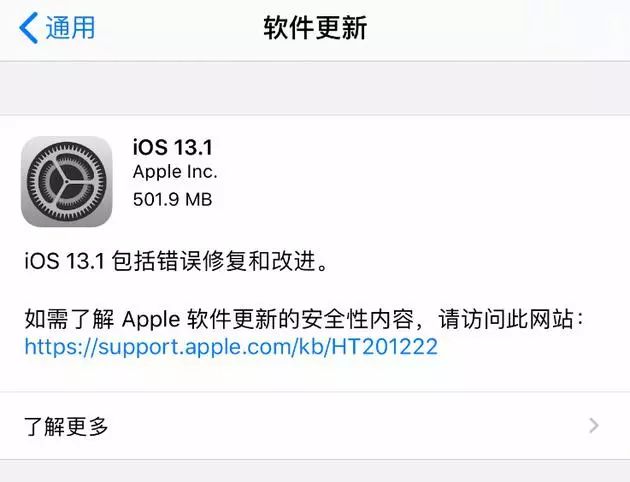 通用
软件更新
iOS 13.1
Apple Inc.
501.9 MB
iOS 13.1 包括错误修复和改进。
如需了解 Apple 软件更新的安全性内容，请访问此网站：
https://support.apple.com/kb/HT201222
了解更多